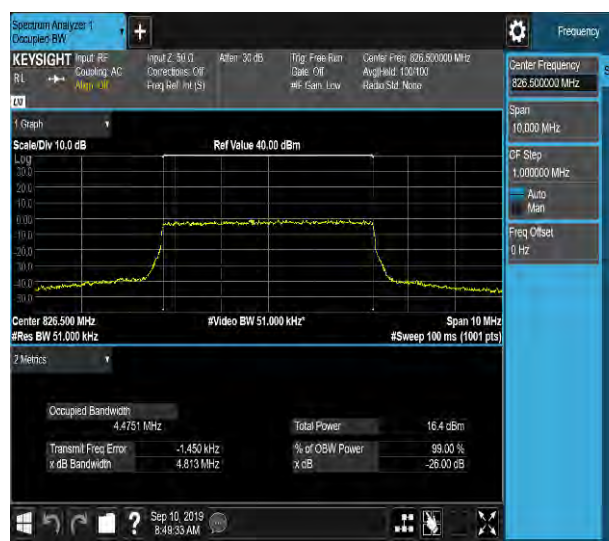 Spectrum Analyzer 1
Occupied BW
Frequency
KEYSIGHT Input: RF Input Z: 50 Ω Atten: 30 dB Trig: Free Run Center Freq: 826.500000 MHz
RL Coupling: AC Corrections: Off Gate: Off Avg|Hold: 100/100
Align: Off Freq Ref: Int (S) #IF Gain: Low Radio Std: None
LXI
1 Graph
Scale/Div 10.0 dB Ref Value 40.00 dBm
Log
30.0
20.0
10.0
0.00
-10.0
-20.0
-30.0
-40.0
-50.0
Center 826.500 MHz #Video BW 51.000 kHz* Span 10 MHz
#Res BW 51.000 kHz #Sweep 100 ms (1001 pts)
2 Metrics
Occupied Bandwidth
4.4751 MHz Total Power 16.4 dBm
Transmit Freq Error -1.450 kHz % of OBW Power 99.00 %
x dB Bandwidth 4.813 MHz x dB -26.00 dB
Sep 10, 2019
8:49:33 AM
Center Frequency
826.500000 MHz
Span
10.000 MHz
CF Step
1.000000 MHz
Auto
Man
Freq Offset
0 Hz